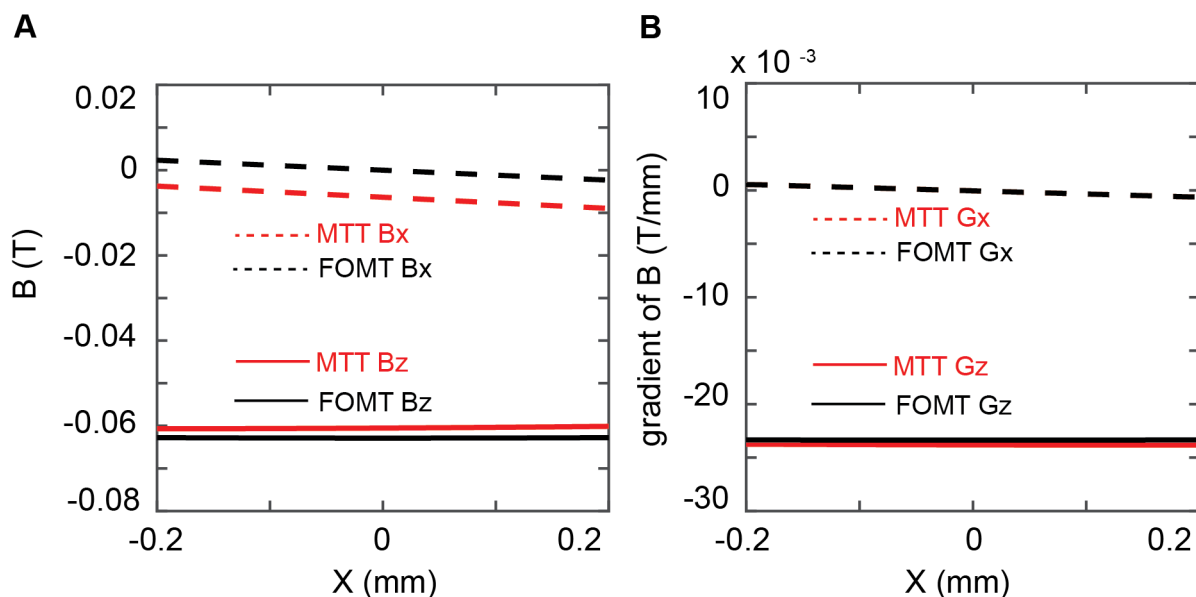 A
B (T)
0.02
0
-0.02
-0.04
-0.06
-0.08
MTT Bx
FOMT Bx
MTT Bz
FOMT Bz
-0.2
0
0.2
X (mm)
B
x 10 -3
gradient of B (T/mm)
10
0
-10
-20
-30
MTT Gx
FOMT Gx
MTT Gz
FOMT Gz
-0.2
0
0.2
X (mm)